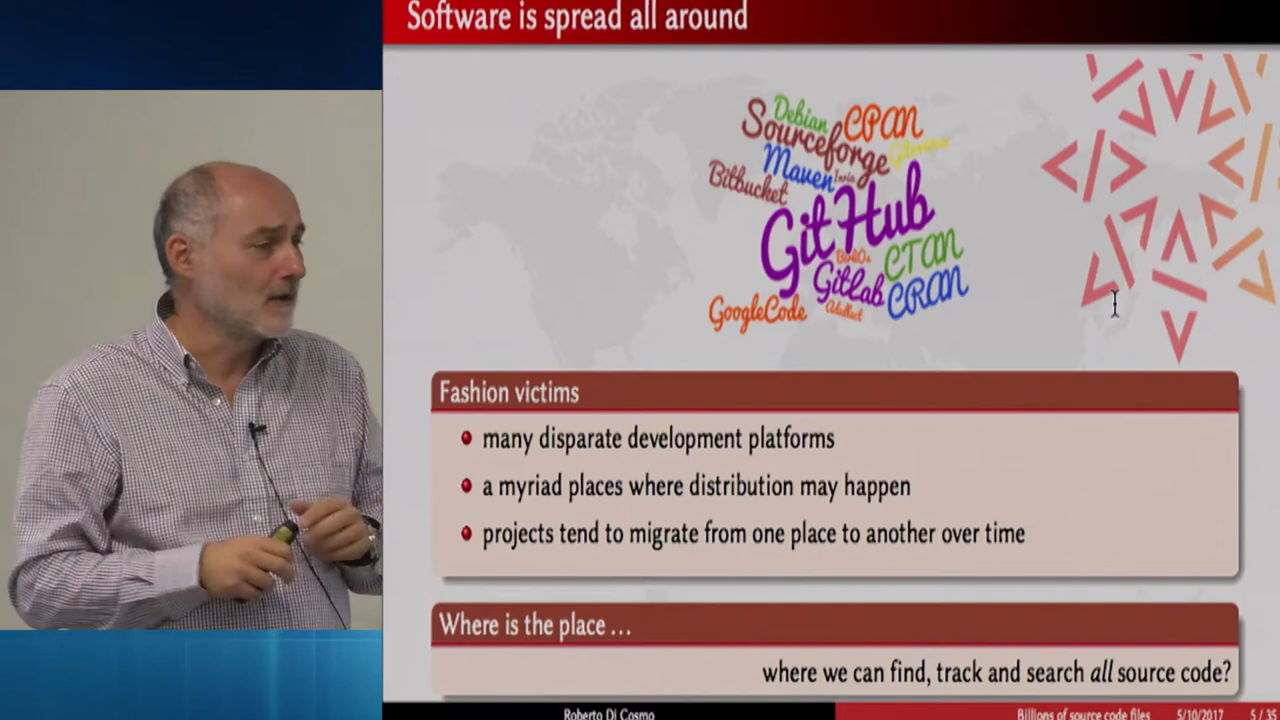 Software is spread all around
Debian
CPAN
Sourceforge
Maven
Inria
Bitbucket
GitHub
CTAN
GitLab
CRAN
GoogleCode
Adullact
Fashion victims
many disparate development platforms
a myriad places where distribution may happen
projects tend to migrate from one place to another over time
Where is the place ...
where we can find, track and search all source code?
Roberto Di Cosmo
Billions of source code files
5/10/2017
5 / 35